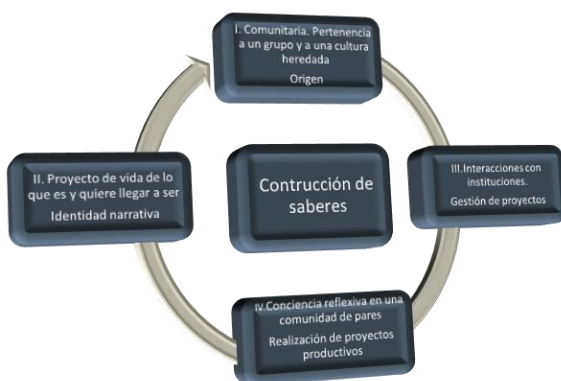 I. Comunitaria. Pertenencia
a un grupo y a una cultura
heredada
Origen
II. Proyecto de vida de lo
que es y quiere llegar a ser
Identidad narrativa
Contrucción de
saberes
III.Interacciones con
instituciones.
Gestión de proyectos
IV.Conciencia reflexiva en una
comunidad de pares
Realización de proyectos
productivos